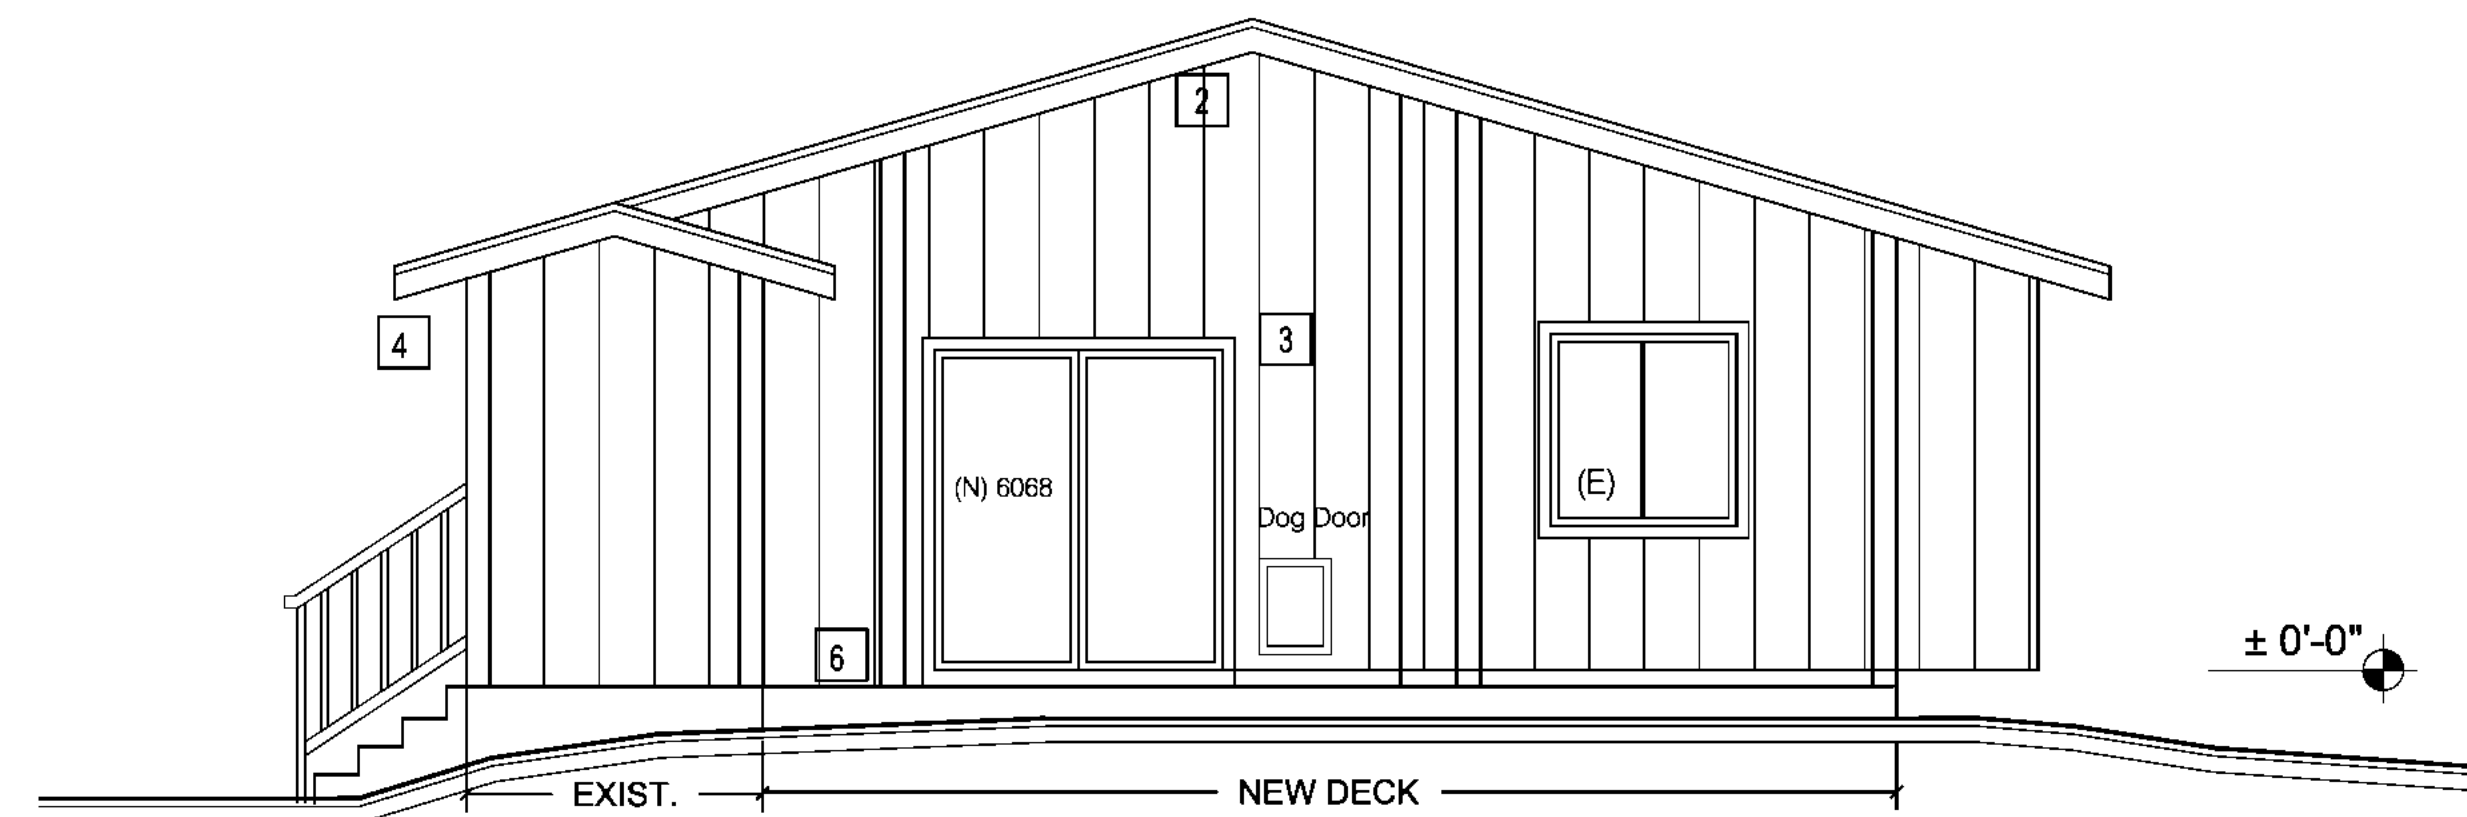 2
4
3
(N) 6068
(E)
Dog Door
6
± 0'-0"
EXIST.
NEW DECK